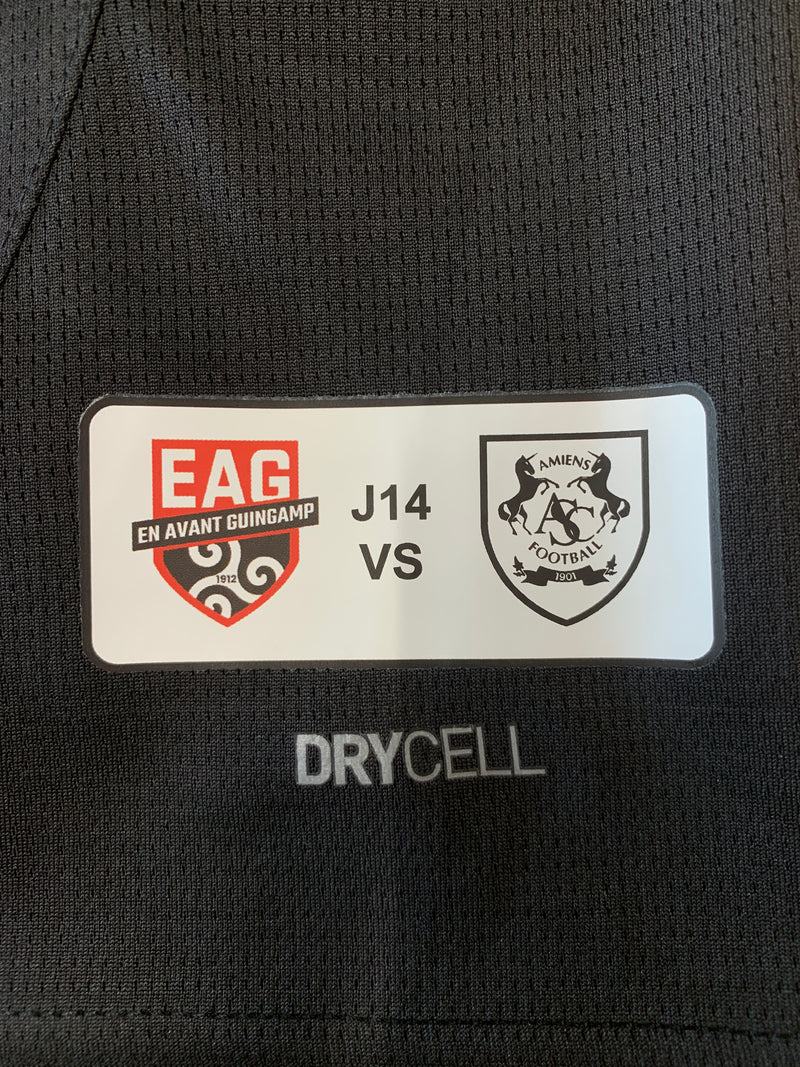 EAG
EN AVANT GUINGAMP
1912
J14
VS
AMIENS
ASC
FOOTBALL
1901
DRYCELL